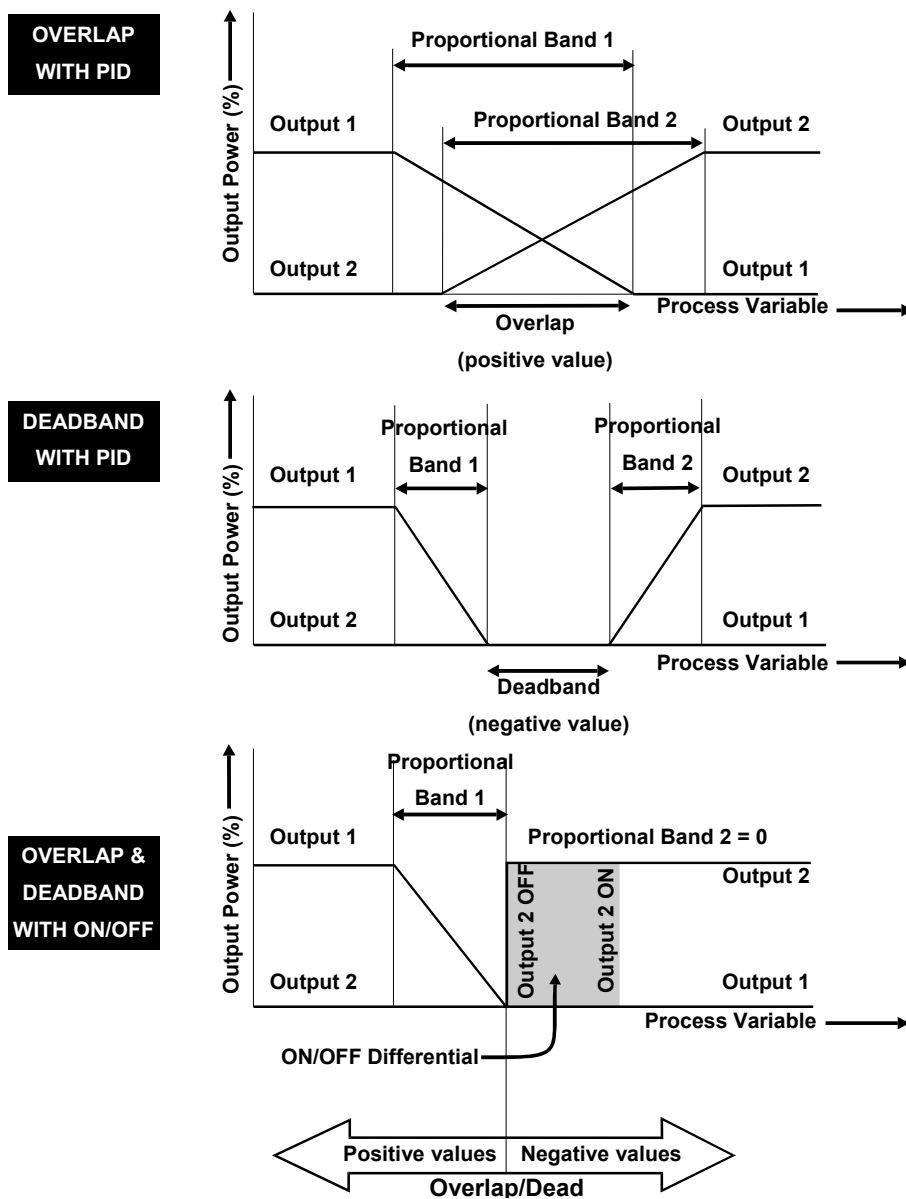 OVERLAP
WITH PID
Output Power (%)
Proportional Band 1
Output 1
Proportional Band 2
Output 2
Output 2
Output 1
Process Variable
Overlap
(positive value)
DEADBAND
WITH PID
Output Power (%)
Proportional
Band 1
Proportional
Band 2
Output 1
Output 2
Output 2
Output 1
Process Variable
Deadband
(negative value)
OVERLAP &
DEADBAND
WITH ON/OFF
Output Power (%)
Proportional
Band 1
Output 1
Proportional Band 2 = 0
Output 2
Output 2 OFF
Output 2 ON
Output 2
Output 1
Process Variable
ON/OFF Differential
Positive values
Negative values
Overlap/Dead